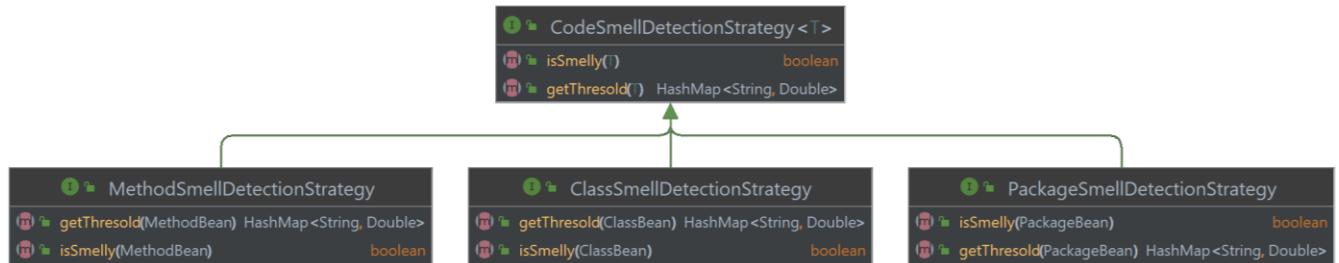 CodeSmellDetectionStrategy<T>
isSmelly(T) boolean
getThresold(T) HashMap<String, Double>
MethodSmellDetectionStrategy
getThresold(MethodBean) HashMap<String, Double>
isSmelly(MethodBean) boolean
ClassSmellDetectionStrategy
getThresold(ClassBean) HashMap<String, Double>
isSmelly(ClassBean) boolean
PackageSmellDetectionStrategy
isSmelly(PackageBean) boolean
getThresold(PackageBean) HashMap<String, Double>